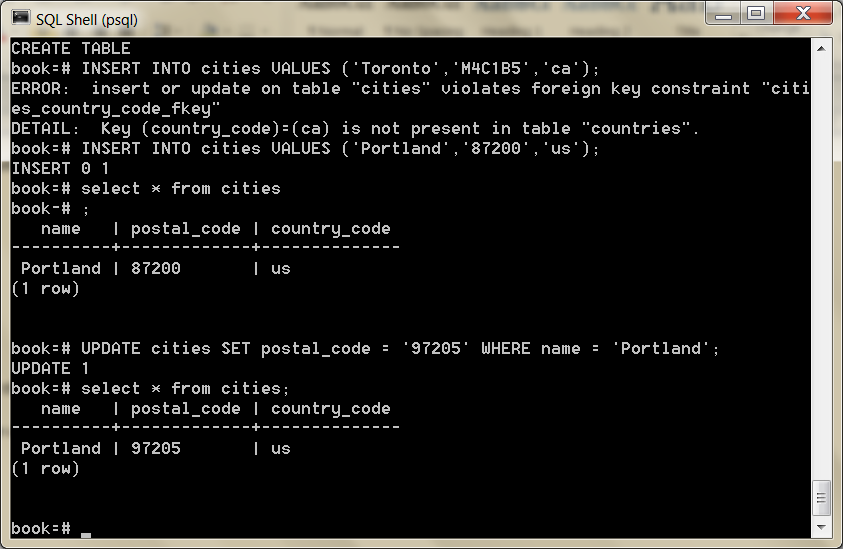 SQL Shell (psql)
CREATE TABLE
book=# INSERT INTO cities VALUES ('Toronto','M4C1B5','ca');
ERROR:  insert or update on table "cities" violates foreign key constraint "citi
es_country_code_fkey"
DETAIL:  Key (country_code)=(ca) is not present in table "countries".
book=# INSERT INTO cities VALUES ('Portland','87200','us');
INSERT 0 1
book=# select * from cities
book-# ;
   name   | postal_code | country_code
----------+-------------+--------------
 Portland | 87200       | us
(1 row)
book=# UPDATE cities SET postal_code = '97205' WHERE name = 'Portland';
UPDATE 1
book=# select * from cities;
   name   | postal_code | country_code
----------+-------------+--------------
 Portland | 97205       | us
(1 row)
book=# _